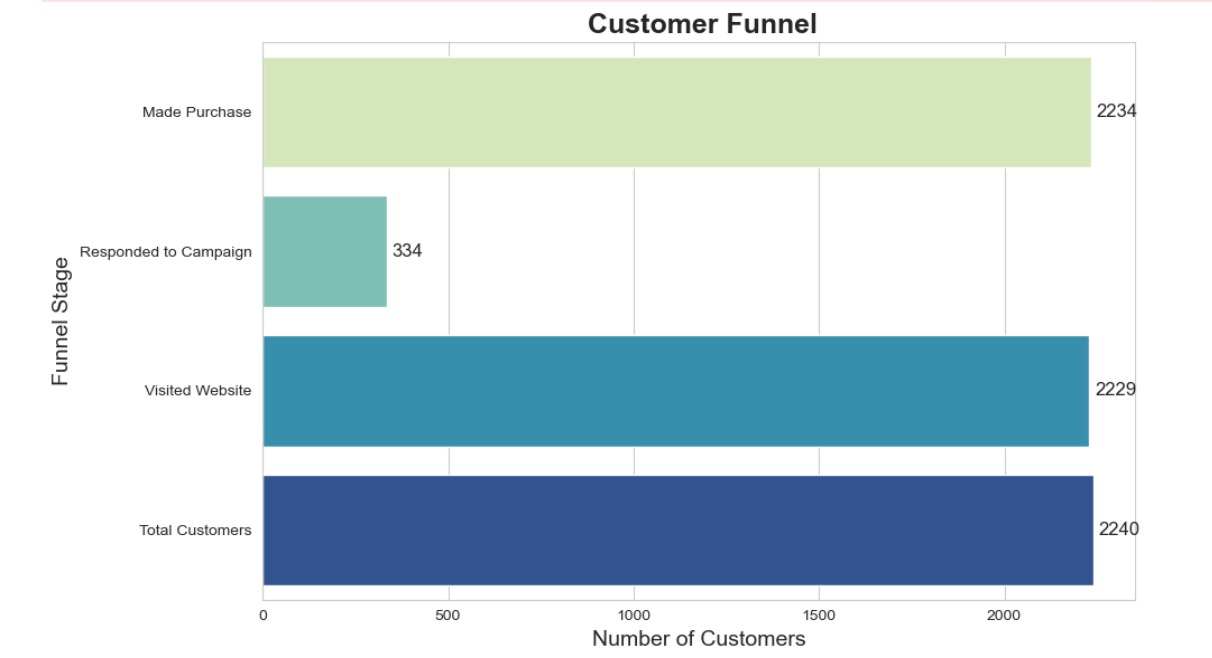 Customer Funnel
Made Purchase
2234
Responded to Campaign
334
Visited Website
2229
Total Customers
2240
Funnel Stage
0 500 1000 1500 2000
Number of Customers